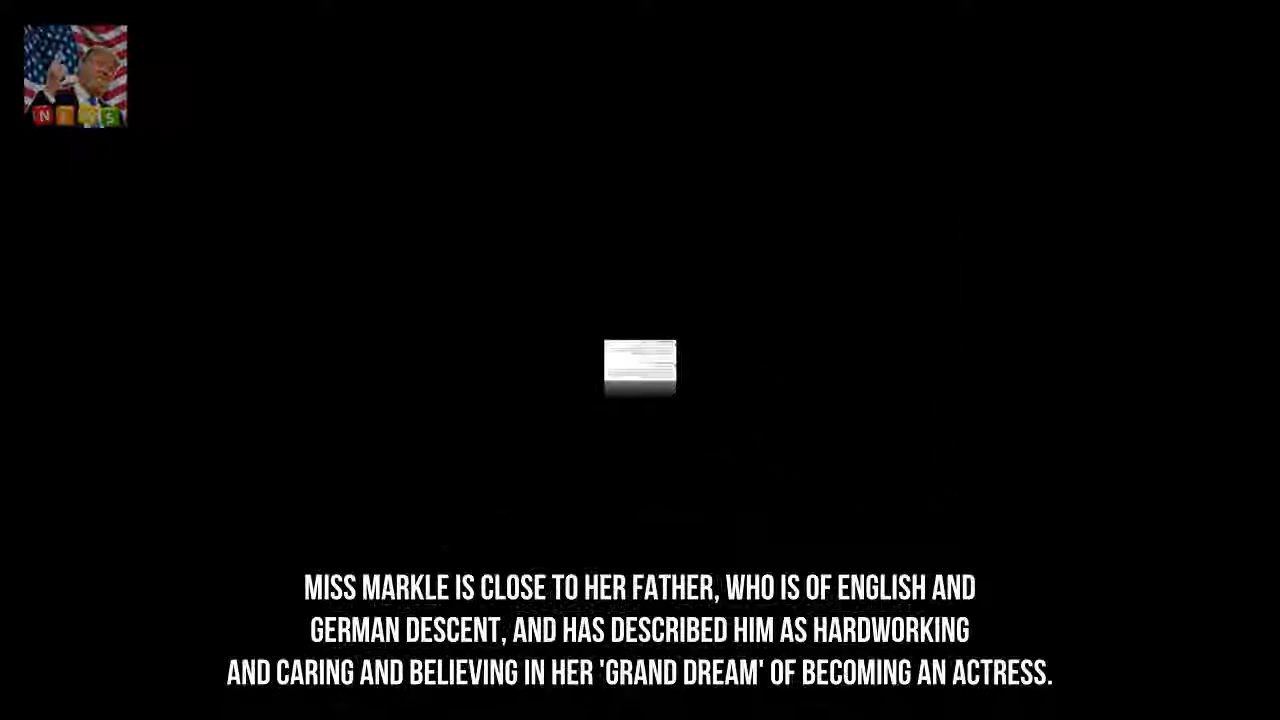 NEWS
MISS MARKLE IS CLOSE TO HER FATHER, WHO IS OF ENGLISH AND
GERMAN DESCENT, AND HAS DESCRIBED HIM AS HARDWORKING
AND CARING AND BELIEVING IN HER 'GRAND DREAM' OF BECOMING AN ACTRESS.